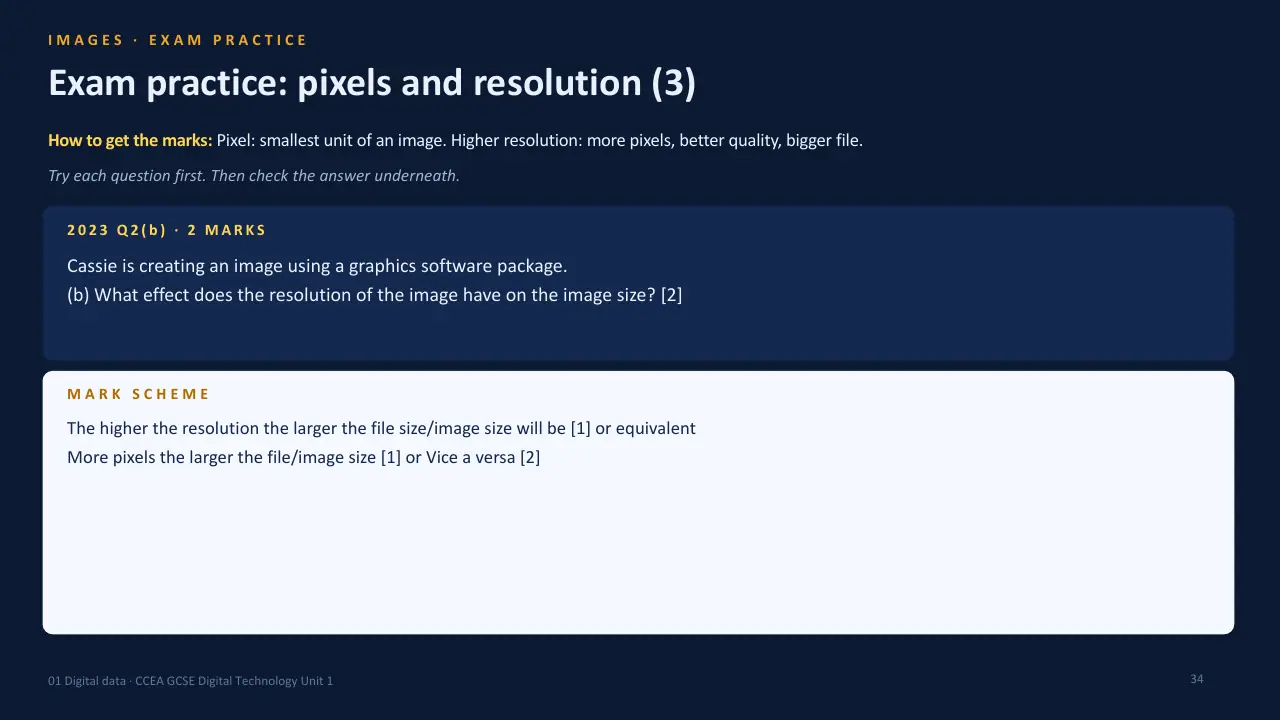 IMAGES · EXAM PRACTICE
Exam practice: pixels and resolution (3)
How to get the marks: Pixel: smallest unit of an image. Higher resolution: more pixels, better quality, bigger file.
Try each question first. Then check the answer underneath.
2023 Q2(b) · 2 MARKS
Cassie is creating an image using a graphics software package.
(b) What effect does the resolution of the image have on the image size? [2]
MARK SCHEME
The higher the resolution the larger the file size/image size will be [1] or equivalent
More pixels the larger the file/image size [1] or Vice a versa [2]
01 Digital data · CCEA GCSE Digital Technology Unit 1
34